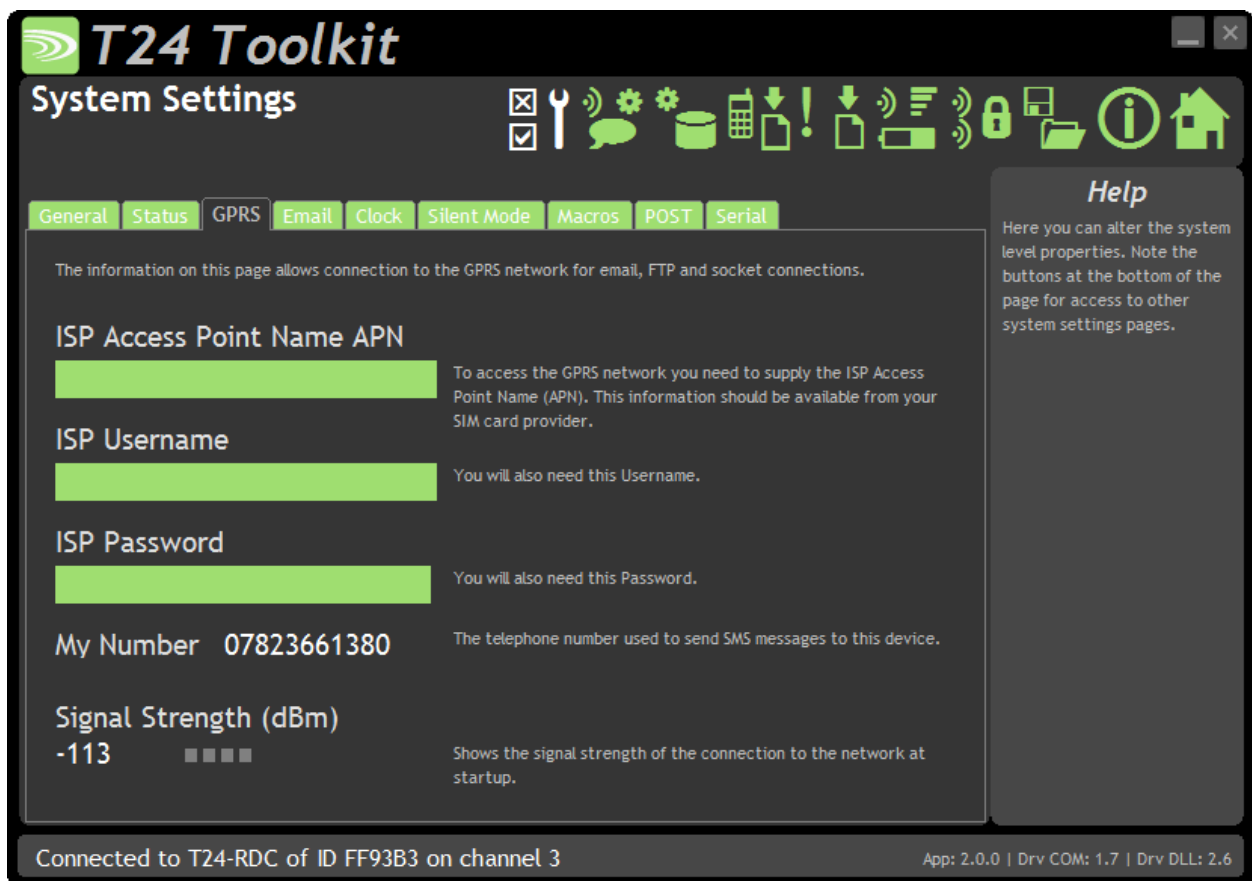 T24 Toolkit
System Settings
General Status GPRS Email Clock Silent Mode Macros POST Serial
The information on this page allows connection to the GPRS network for email, FTP and socket connections.
ISP Access Point Name APN
To access the GPRS network you need to supply the ISP Access
Point Name (APN). This information should be available from your
SIM card provider.
ISP Username
You will also need this Username.
ISP Password
You will also need this Password.
My Number 07823661380
The telephone number used to send SMS messages to this device.
Signal Strength (dBm)
-113
Shows the signal strength of the connection to the network at
startup.
Help
Here you can alter the system
level properties. Note the
buttons at the bottom of the
page for access to other
system settings pages.
Connected to T24-RDC of ID FF93B3 on channel 3
App: 2.0.0 | Drv COM: 1.7 | Drv DLL: 2.6